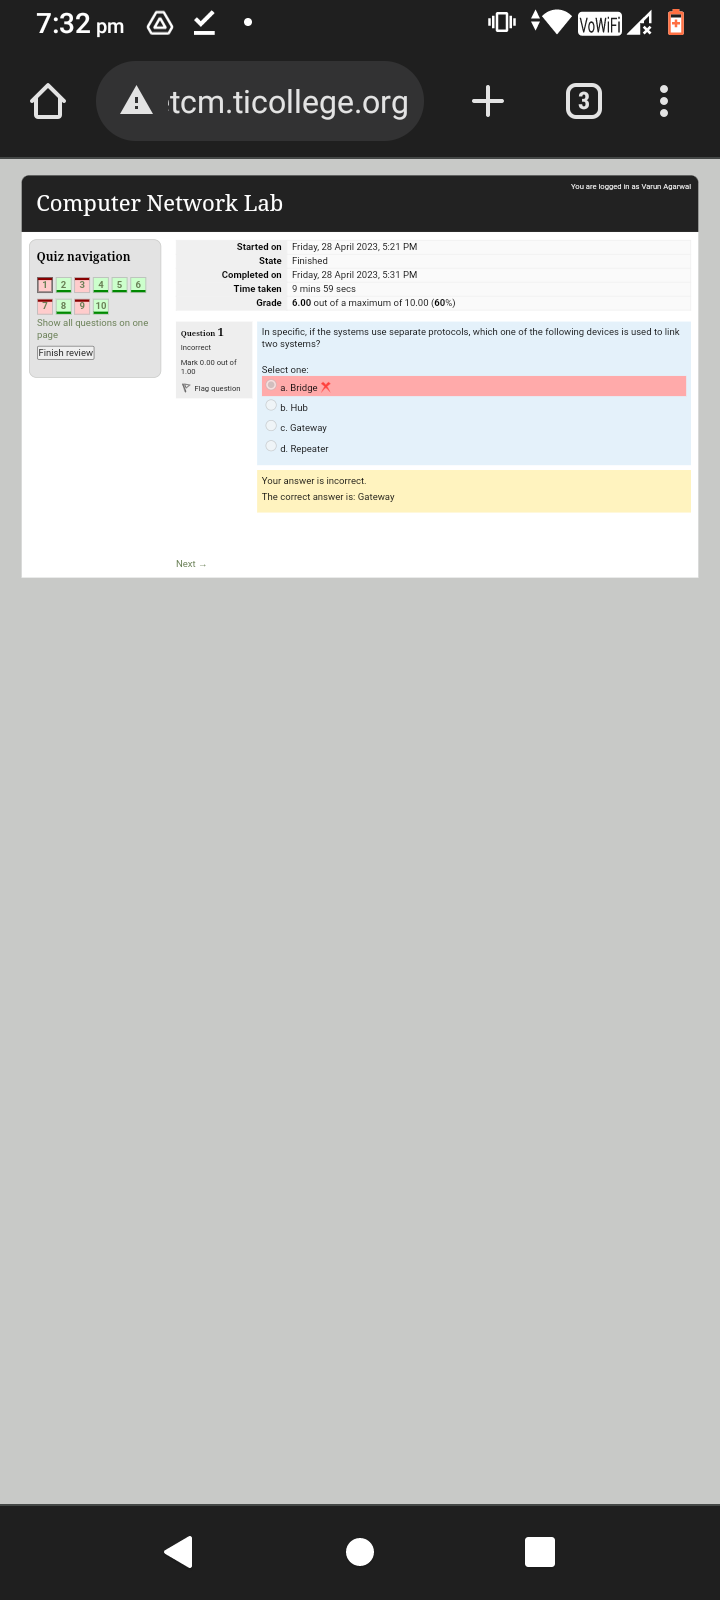 7:32 pm
VoWiFi
tcm.ticollege.org
3
You are logged in as Varun Agarwal
Computer Network Lab
Quiz navigation
1 2 3 4 5 6
7 8 9 10
Show all questions on one
page
Finish review
Started on Friday, 28 April 2023, 5:21 PM
State Finished
Completed on Friday, 28 April 2023, 5:31 PM
Time taken 9 mins 59 secs
Grade 6.00 out of a maximum of 10.00 (60%)
Question 1
Incorrect
Mark 0.00 out of
1.00
Flag question
In specific, if the systems use separate protocols, which one of the following devices is used to link
two systems?
Select one:
a. Bridge
b. Hub
c. Gateway
d. Repeater
Your answer is incorrect.
The correct answer is: Gateway
Next →